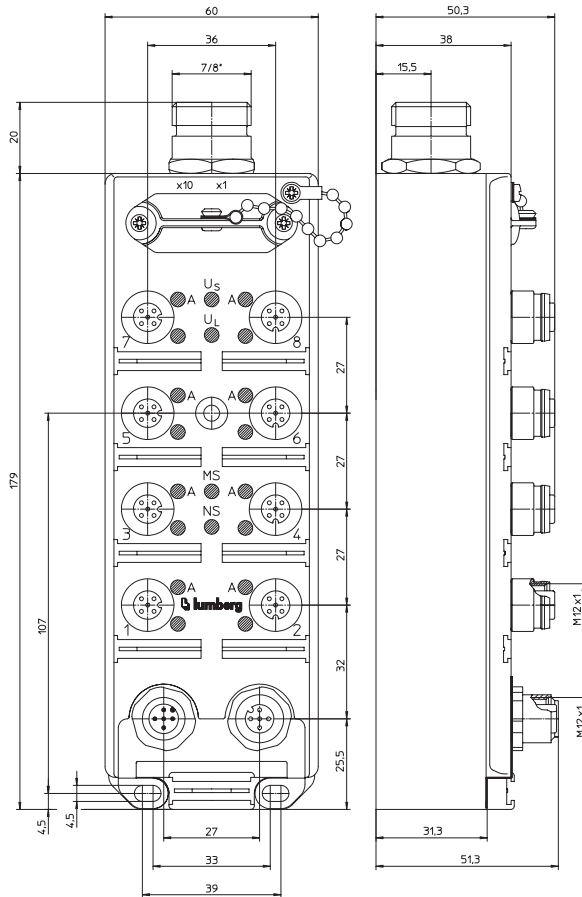 60
50,3
36
38
7/8"
15,5
20
x10 x1
US
A A
UL
7 8
27
A A
5 6
27
179
MS
A A
NS
3 4
27
107
A A
lumberg
1 2
M12x1
32
M12x1
25,5
4,5
4,5
27
31,3
33
51,3
39